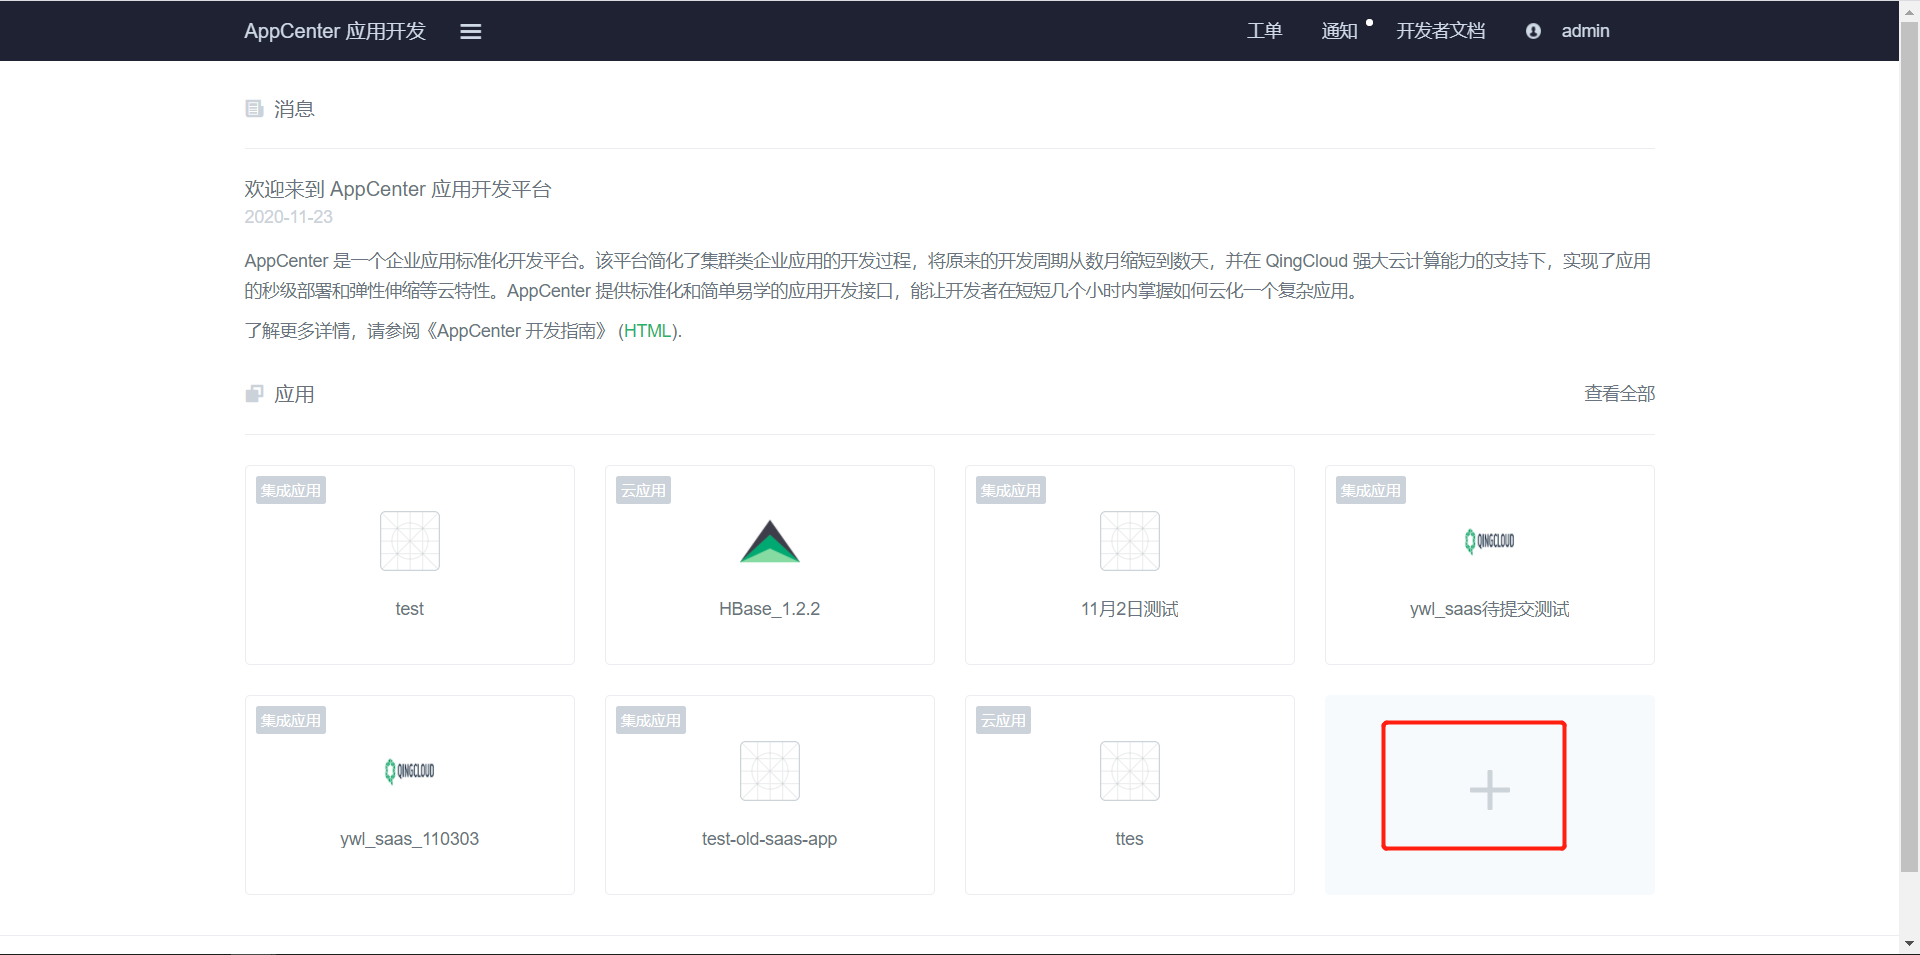 AppCenter 应用开发
工单 通知 开发者文档 admin
消息
欢迎来到 AppCenter 应用开发平台
2020-11-23
AppCenter 是一个企业应用标准化开发平台。该平台简化了集群类企业应用的开发过程，将原来的开发周期从数月缩短到数天，并在 QingCloud 强大云计算能力的支持下，实现了应用
的秒级部署和弹性伸缩等云特性。AppCenter 提供标准化和简单易学的应用开发接口，能让开发者在短短几个小时内掌握如何云化一个复杂应用。
了解更多详情，请参阅《AppCenter 开发指南》 (HTML).
应用 查看全部
集成应用
test
云应用
HBase_1.2.2
集成应用
11月2日测试
集成应用
QINGCLOUD
ywl_saas待提交测试
集成应用
QINGCLOUD
ywl_saas_110303
集成应用
test-old-saas-app
云应用
ttes